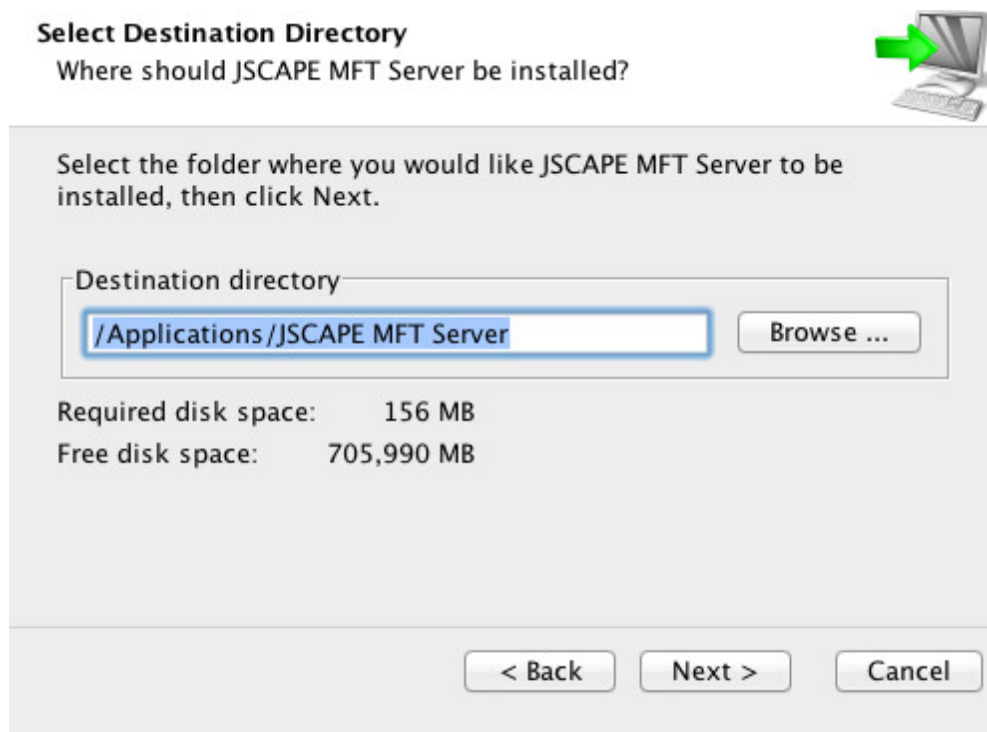 Select Destination Directory
Where should JSCAPE MFT Server be installed?
Select the folder where you would like JSCAPE MFT Server to be
installed, then click Next.
Destination directory
/Applications/JSCAPE MFT Server
Browse ...
Required disk space: 156 MB
Free disk space: 705,990 MB
< Back Next > Cancel